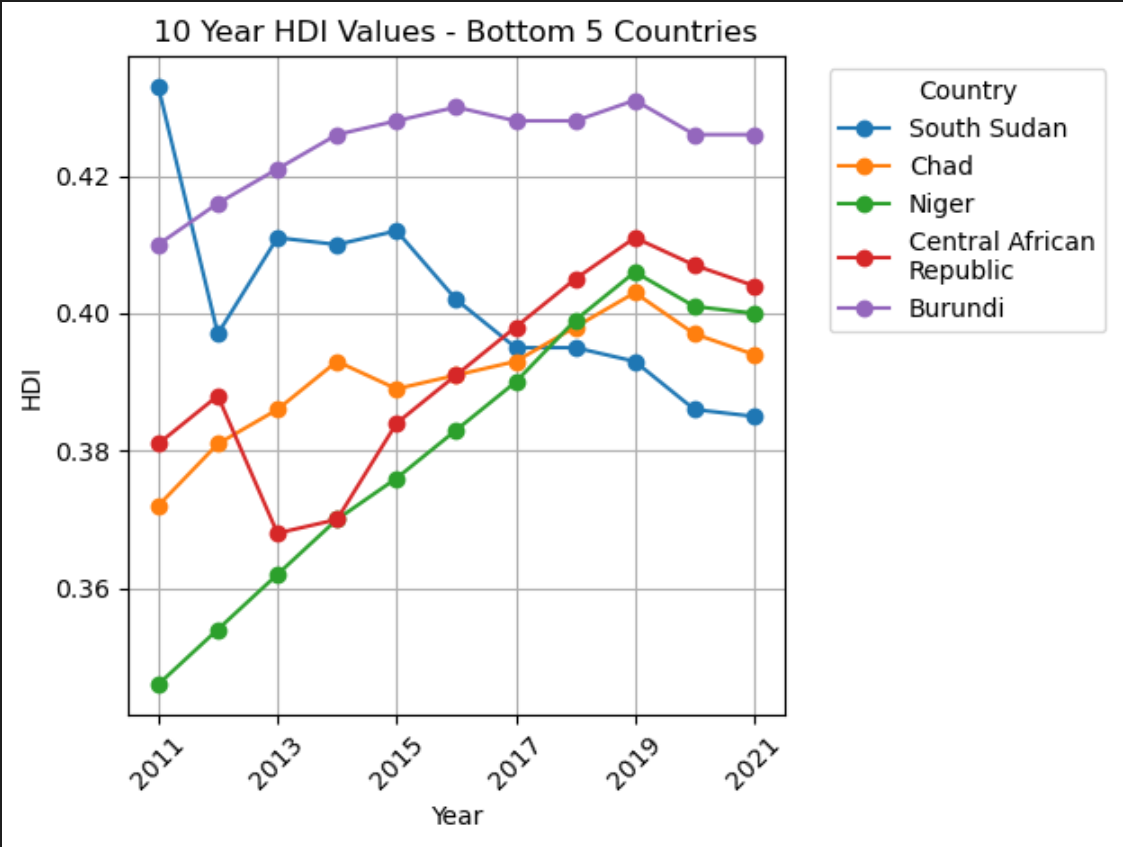 10 Year HDI Values - Bottom 5 Countries
Country
South Sudan
Chad
Niger
Central African
Republic
Burundi
HDI
0.42
0.40
0.38
0.36
2011
2013
2015
2017
2019
2021
Year